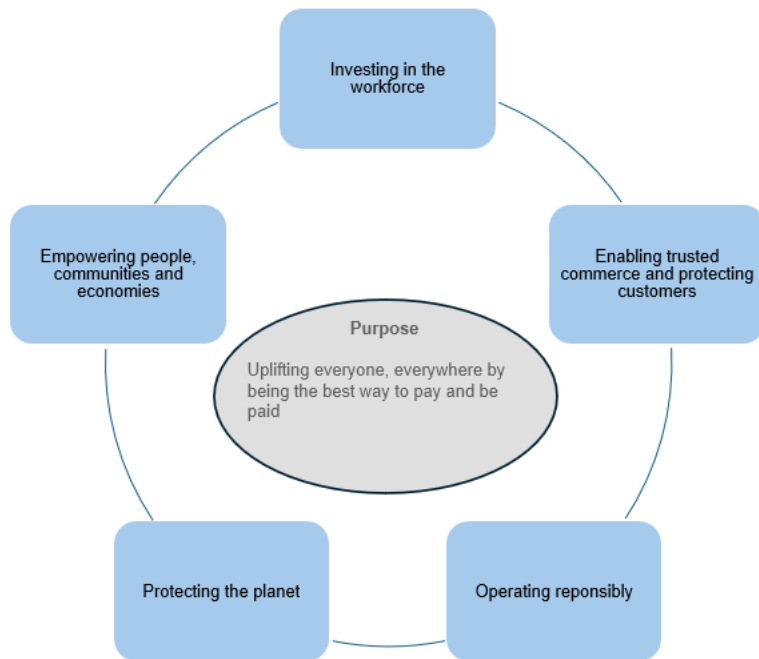 Investing in the
workforce
Empowering people,
communities and
economies
Enabling trusted
commerce and protecting
customers
Purpose
Uplifting everyone, everywhere by
being the best way to pay and be
paid
Protecting the planet
Operating reponsibly